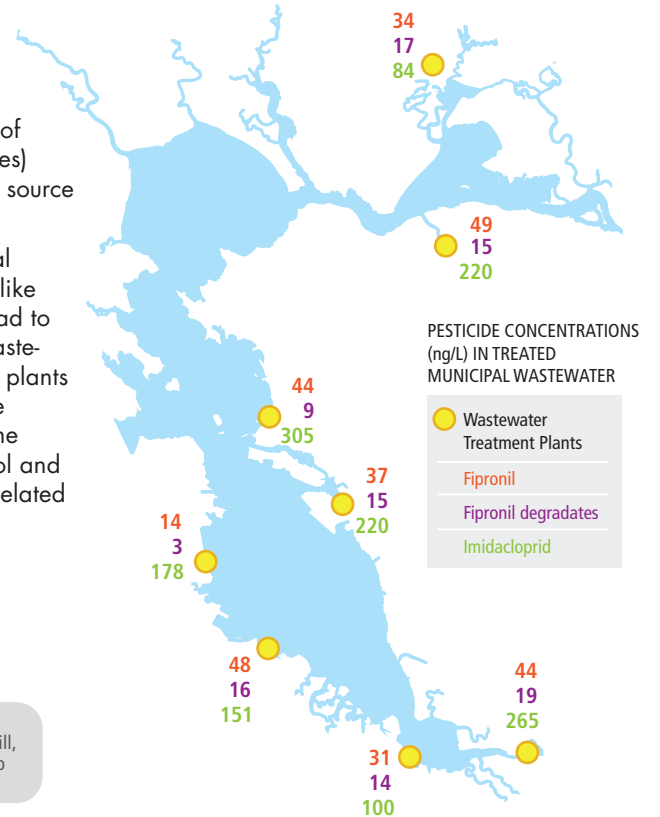 of
es)
source
al
like
ad to
aste-
plants
e
he
ol and
elated
ill,
o
34
17
84
49
15
220
PESTICIDE CONCENTRATIONS
(ng/L) IN TREATED
MUNICIPAL WASTEWATER
Wastewater
Treatment Plants
Fipronil
Fipronil degradates
Imidacloprid
44
9
305
37
15
220
14
3
178
48
16
151
44
19
265
31
14
100